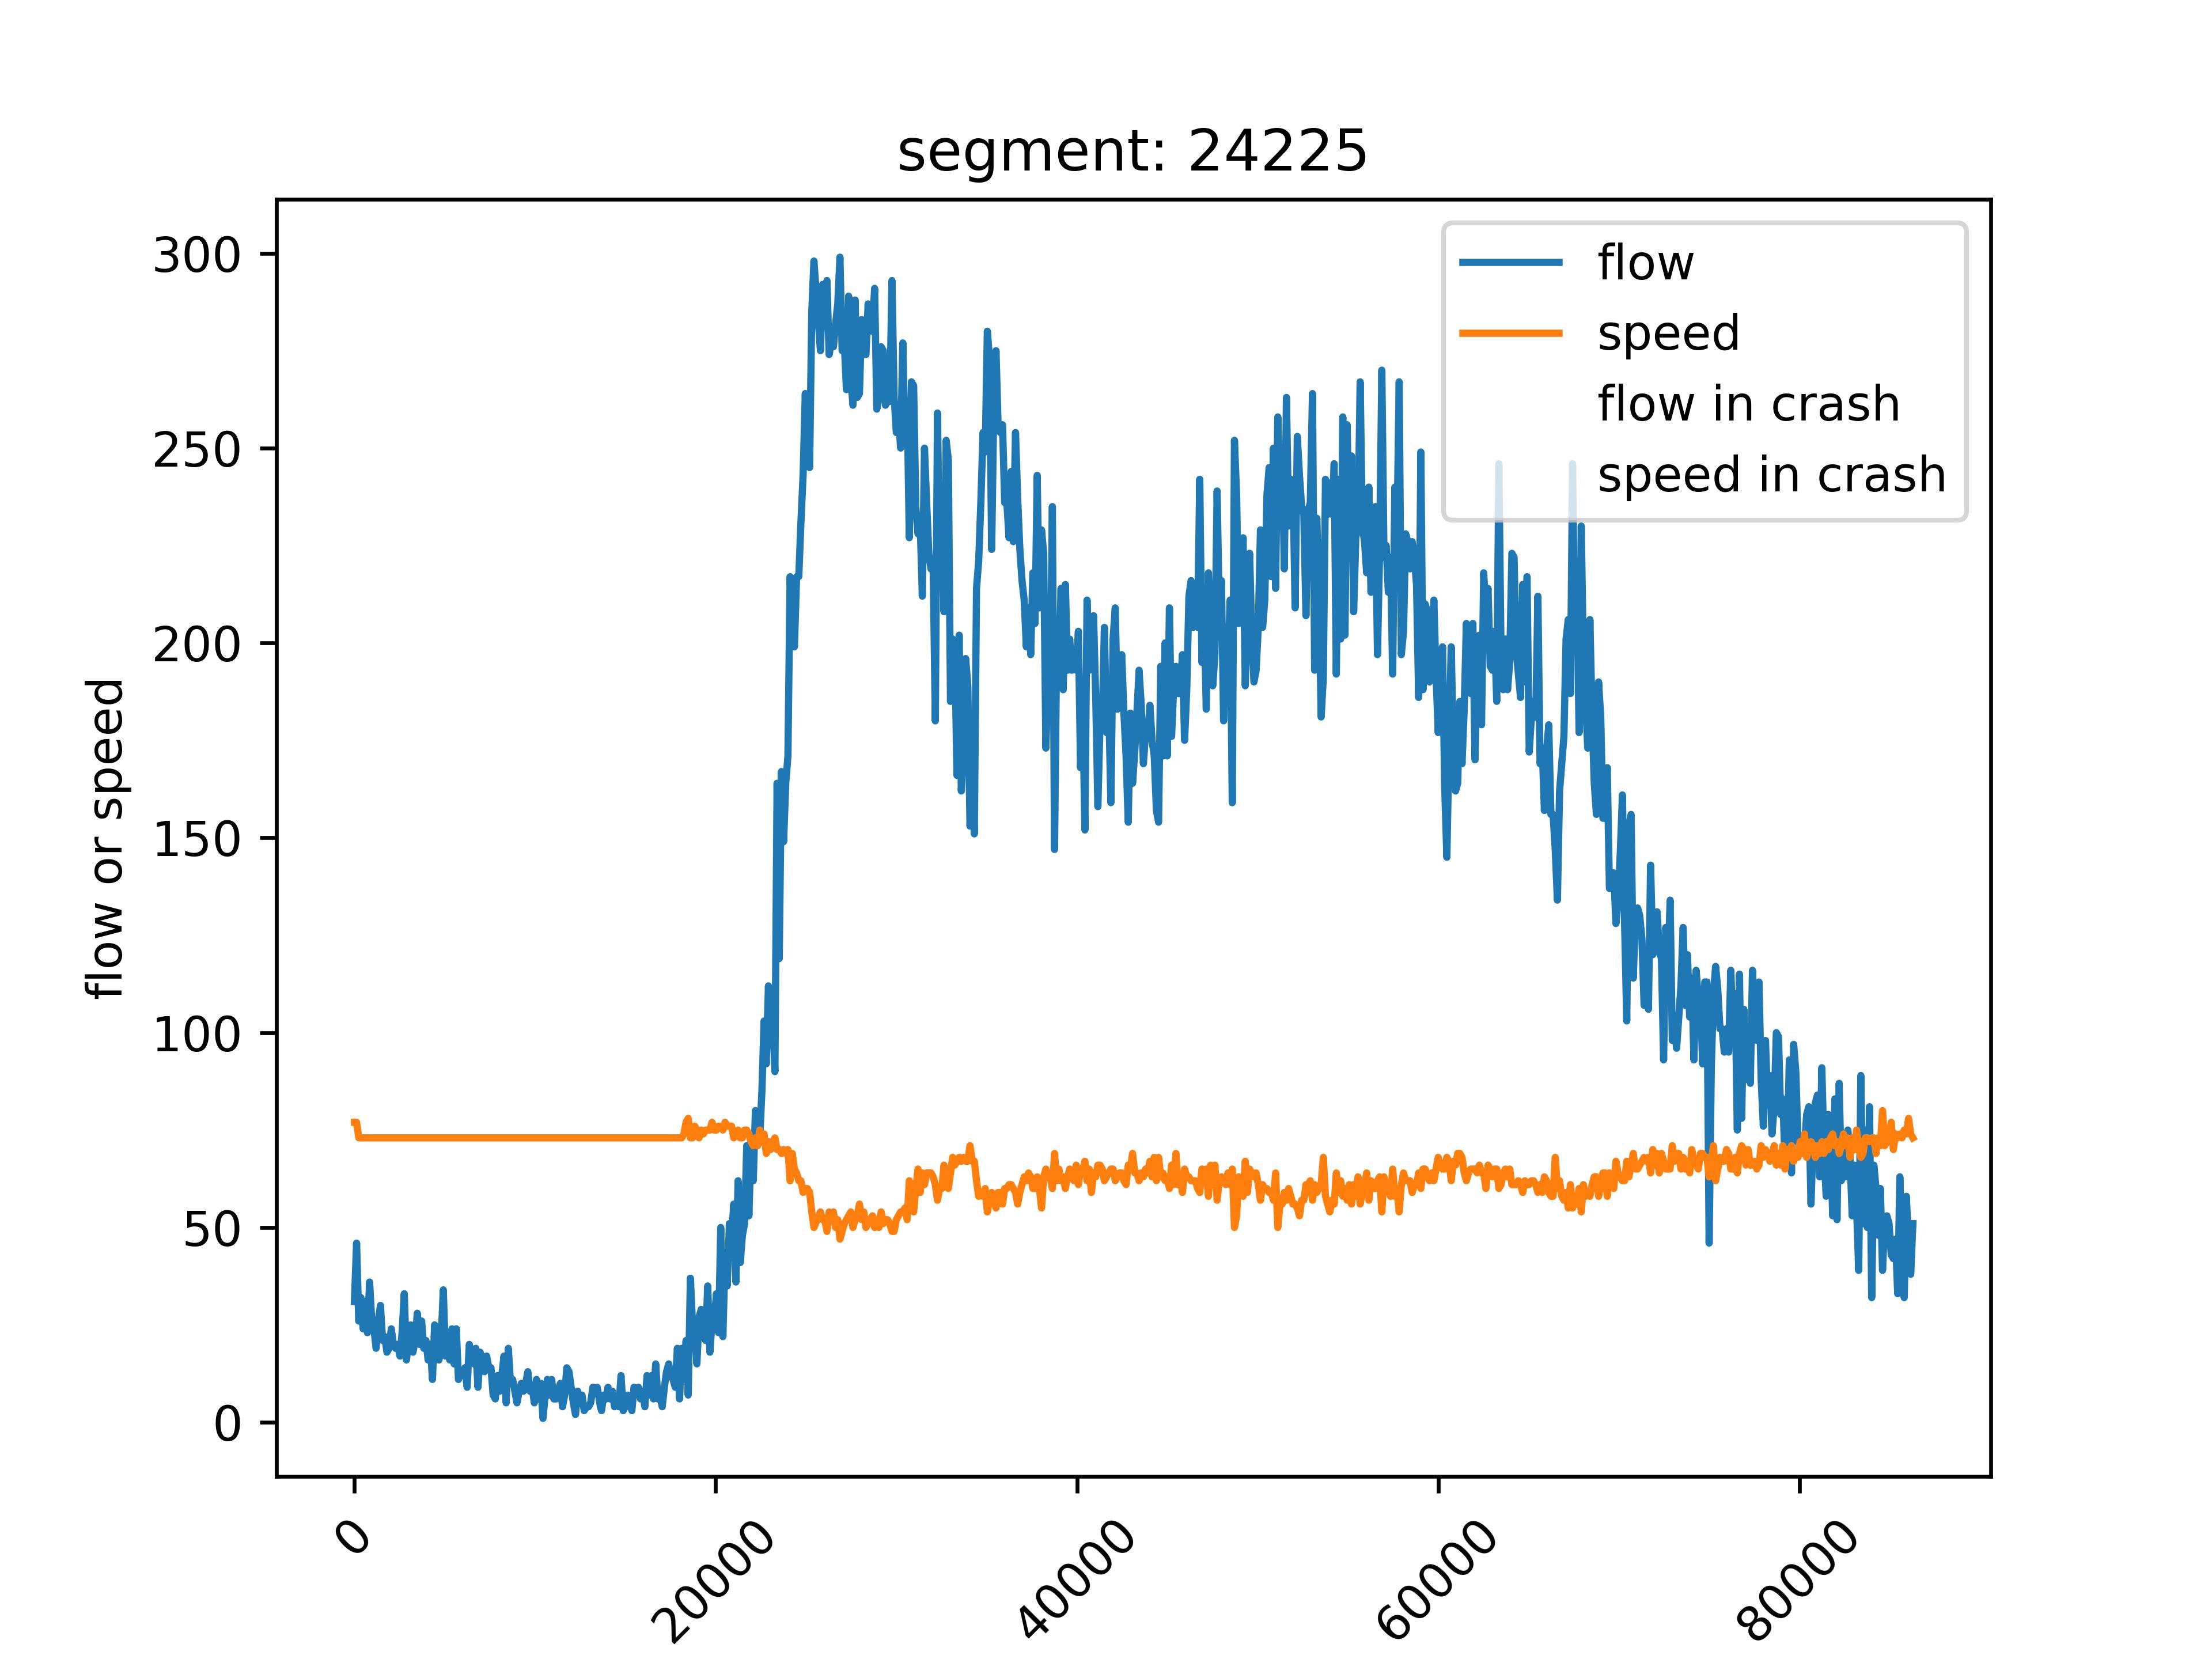 segment: 24225
flow
speed
flow in crash
speed in crash
flow or speed
300
250
200
150
100
50
0
0
20000
40000
60000
80000